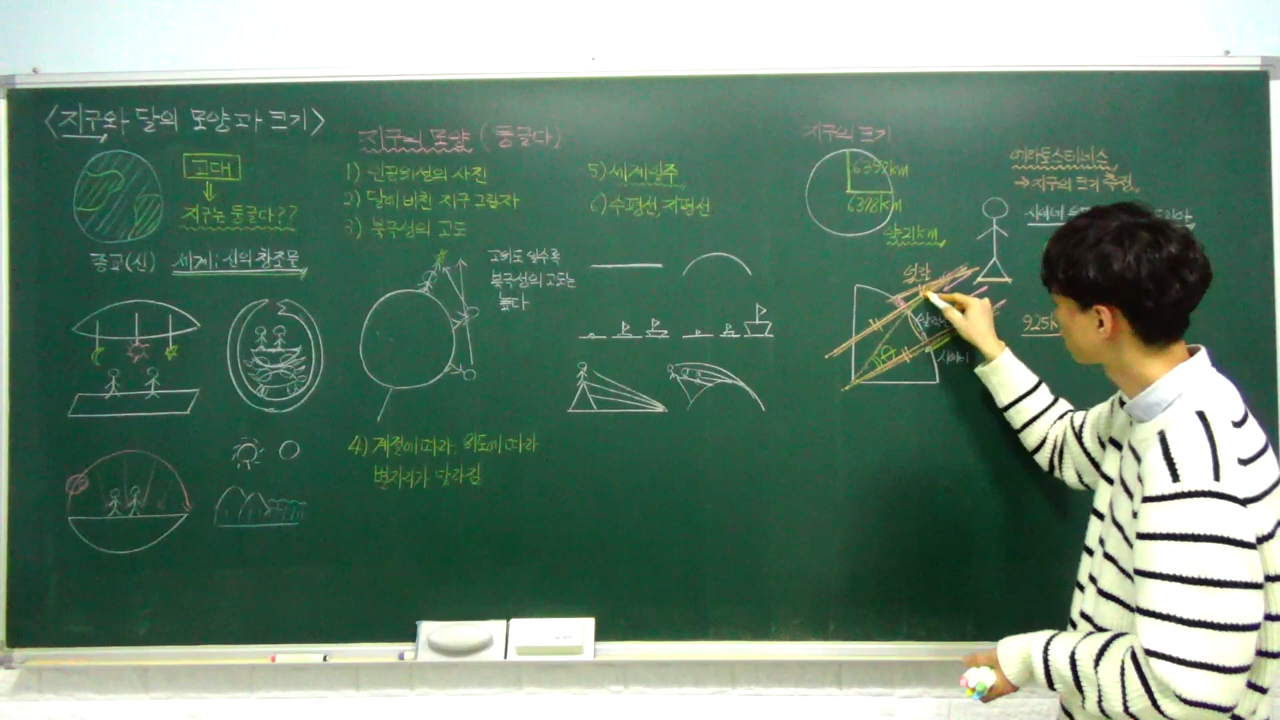 <지구와 달의 모양과 크기>
고대
지구는 둥글다??
종교(신) 세계 : 신의 창조물
지구의 모양 (둥글다)
1) 인공위성의 사진
2) 달에 비친 지구 그림자
3) 북극성의 고도
고위도 일수록
북극성의 고도는
높다
4) 계절에 따라, 위도에 따라
별자리가 달라짐
5) 세계일주
6) 수평선, 지평선
지구의 크기
6378km
약 21km
에라토스테네스
→ 지구의 크기 추정
925k